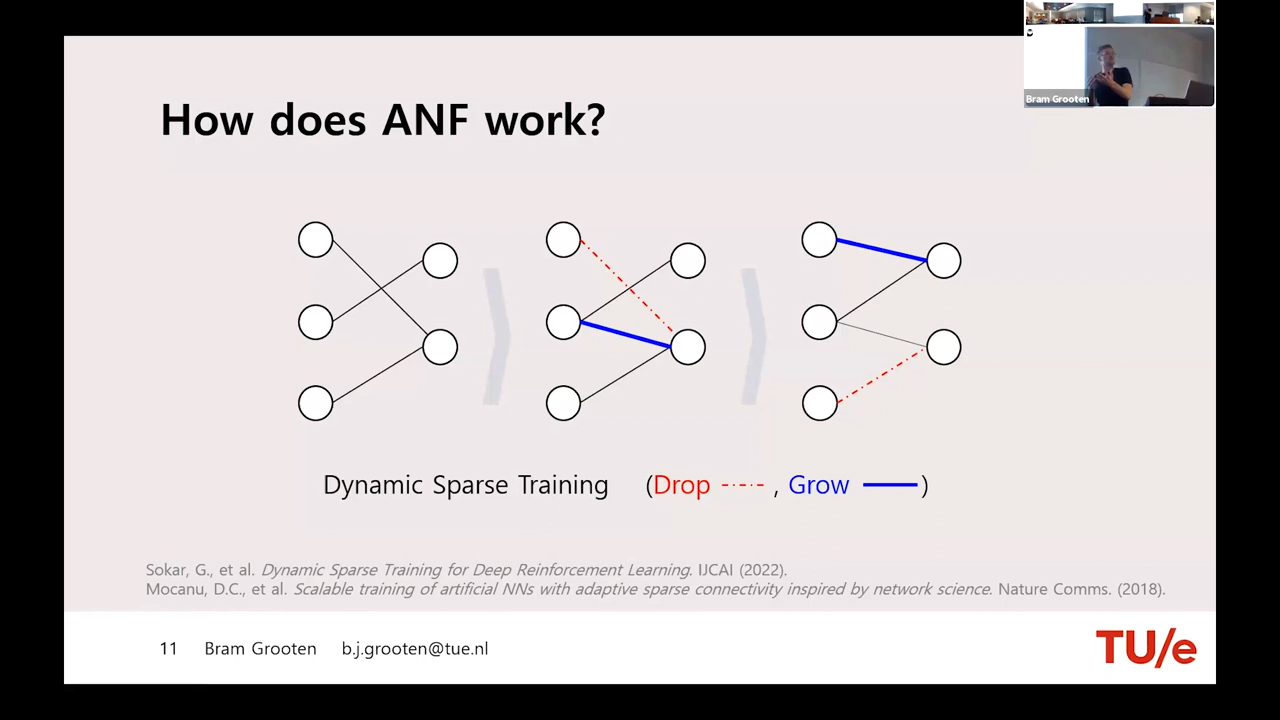 Bram Grooten
How does ANF work?
Dynamic Sparse Training (Drop , Grow )
Sokar, G., et al. Dynamic Sparse Training for Deep Reinforcement Learning. IJCAI (2022).
Mocanu, D.C., et al. Scalable training of artificial NNs with adaptive sparse connectivity inspired by network science. Nature Comms. (2018).
11 Bram Grooten b.j.grooten@tue.nl
TU/e